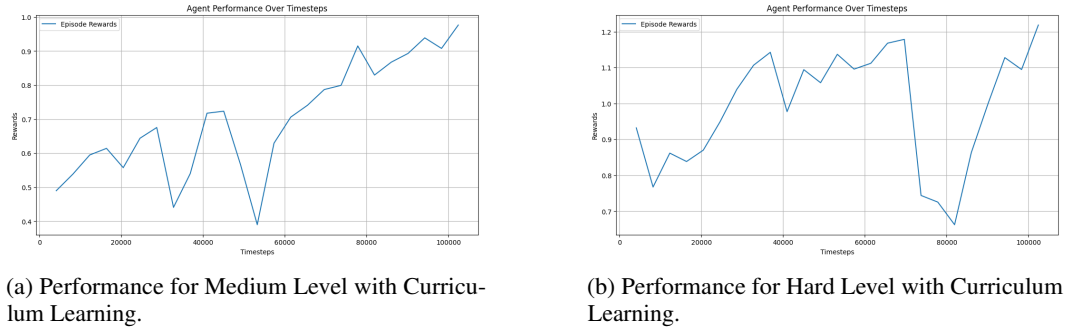 Agent Performance Over Timesteps
Episode Rewards
1.0
0.9
0.8
0.7
0.6
0.5
0.4
Rewards
0
20000
40000
60000
80000
100000
Timesteps
(a) Performance for Medium Level with Curricu-
lum Learning.
Agent Performance Over Timesteps
Episode Rewards
1.2
1.1
1.0
0.9
0.8
0.7
Rewards
0
20000
40000
60000
80000
100000
Timesteps
(b) Performance for Hard Level with Curriculum
Learning.